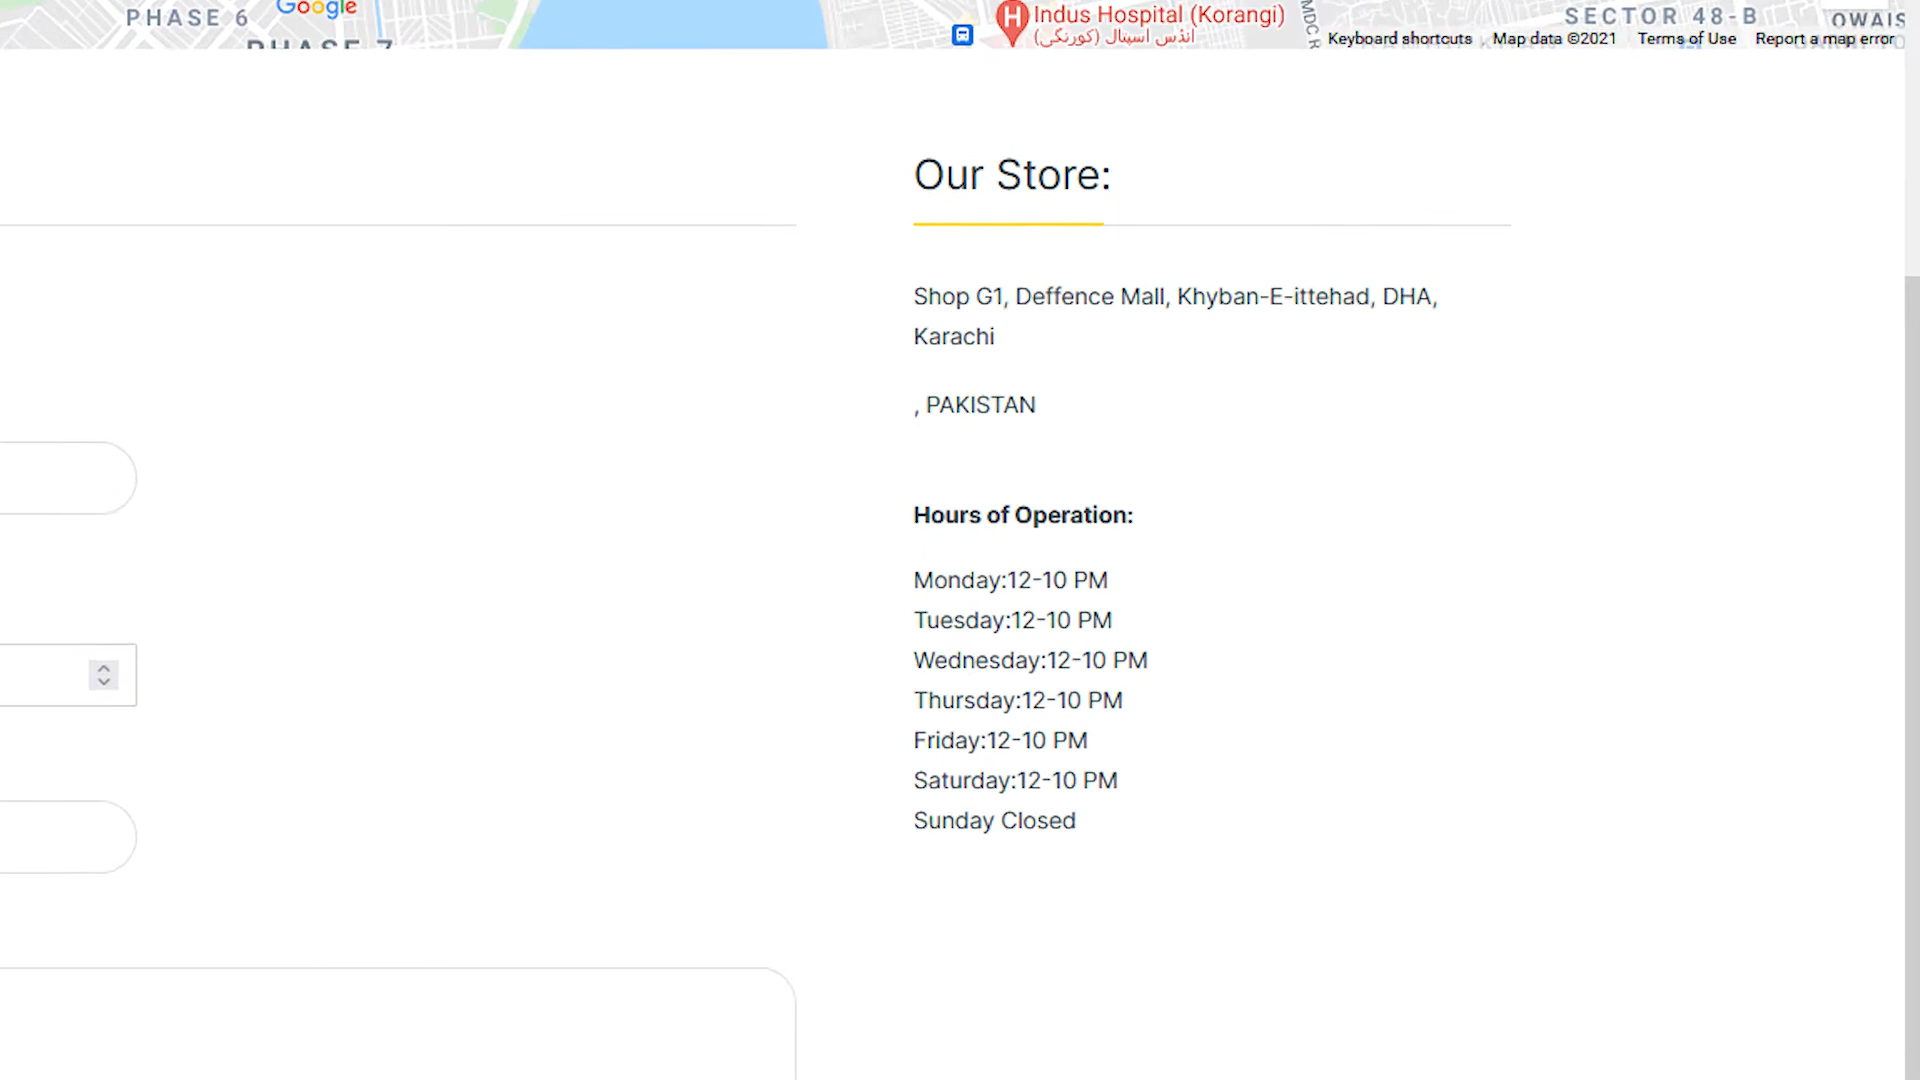 PHASE 6
Google
PHASE 7
Indus Hospital (Korangi)
انڈس اسپتال (کورنگی)
SECTOR 48-B
OWAIS
Keyboard shortcuts
Map data ©2021
Terms of Use
Report a map error
Our Store:
Shop G1, Deffence Mall, Khyban-E-ittehad, DHA,
Karachi
, PAKISTAN
Hours of Operation:
Monday:12-10 PM
Tuesday:12-10 PM
Wednesday:12-10 PM
Thursday:12-10 PM
Friday:12-10 PM
Saturday:12-10 PM
Sunday Closed